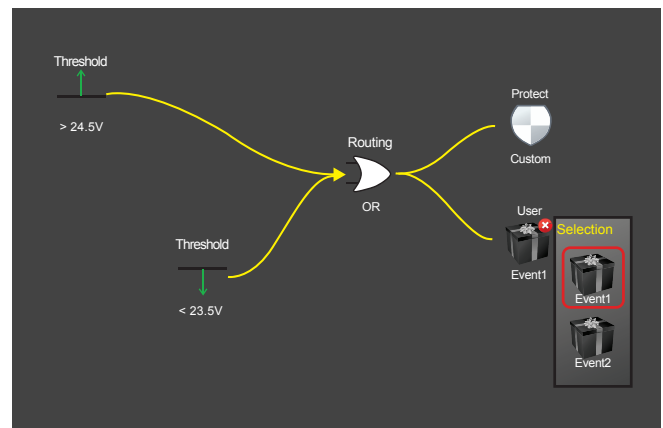 Threshold
> 24.5V
Threshold
< 23.5V
Routing
OR
Protect
Custom
User
Event1
Selection
Event1
Event2